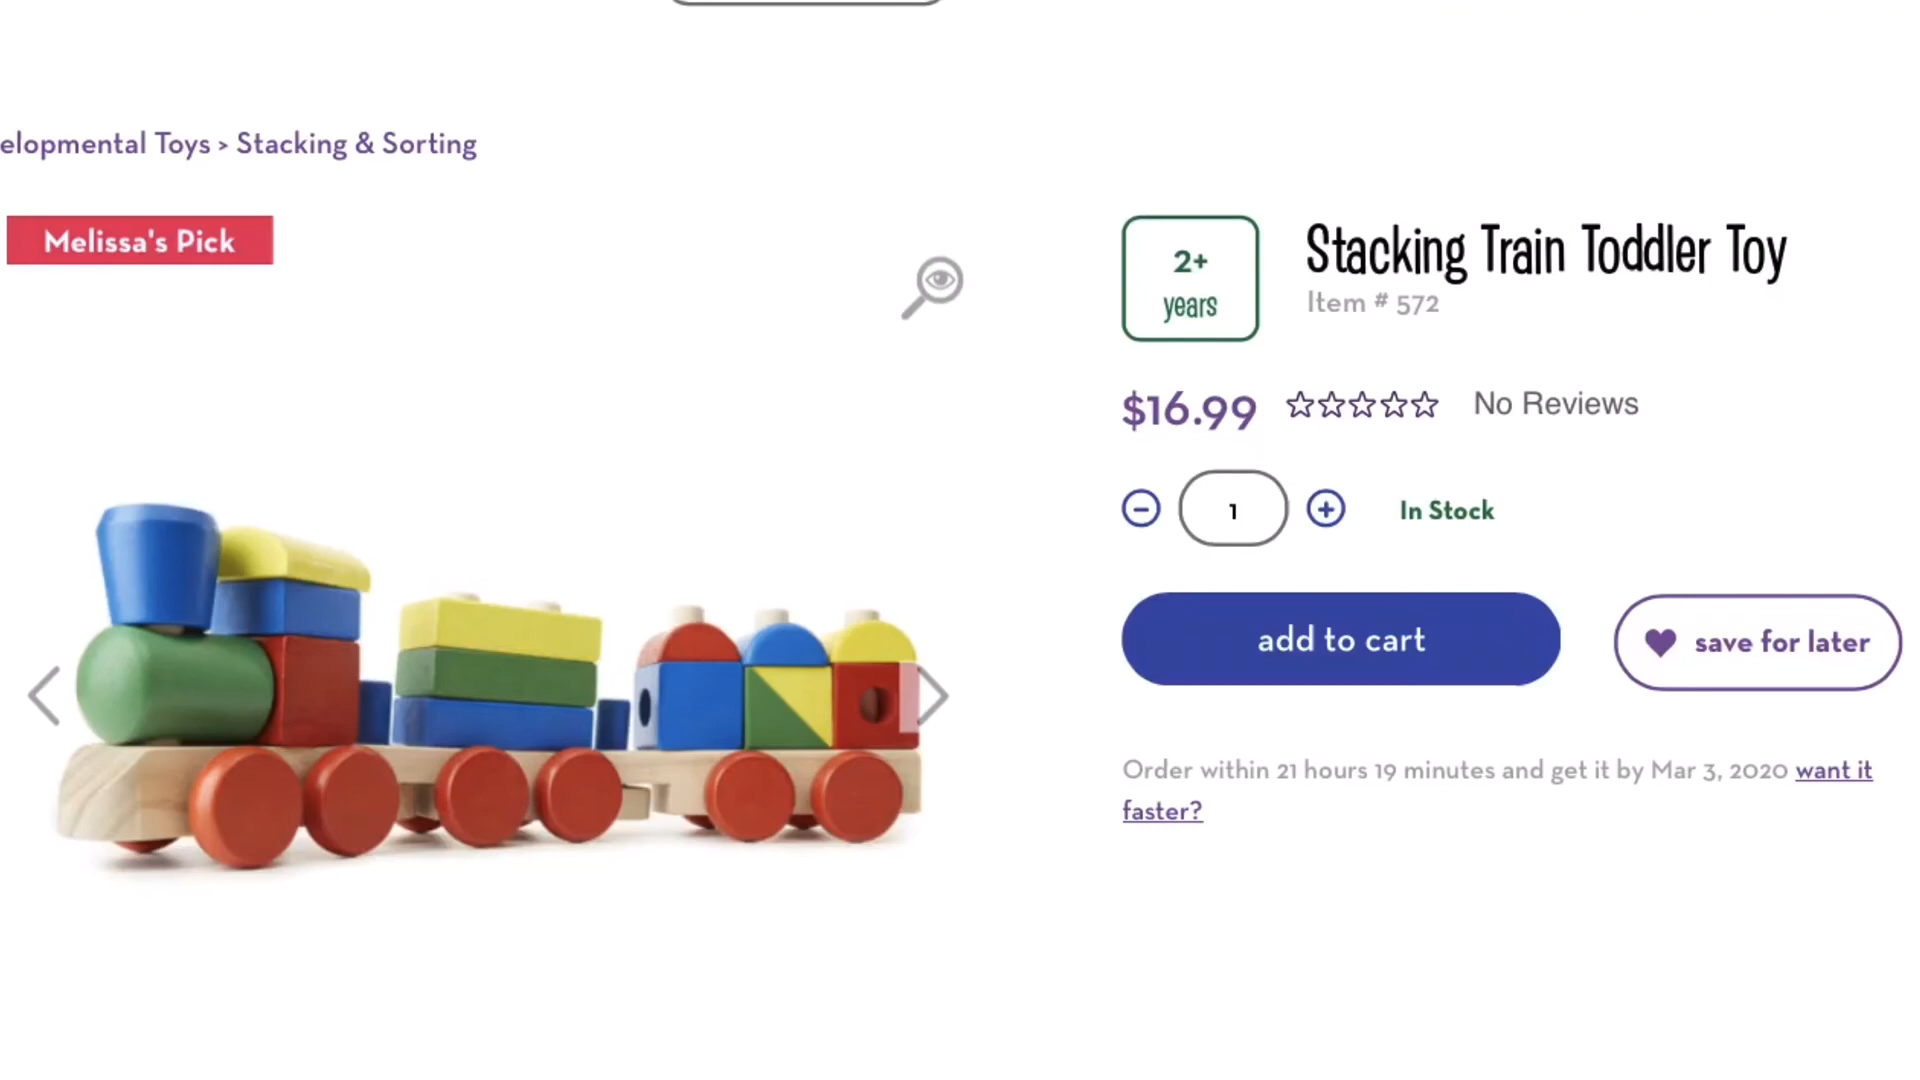 elopmental Toys > Stacking & Sorting
Melissa's Pick
2+
years
Stacking Train Toddler Toy
Item # 572
$16.99
No Reviews
1
In Stock
add to cart
save for later
Order within 21 hours 19 minutes and get it by Mar 3, 2020 want it
faster?